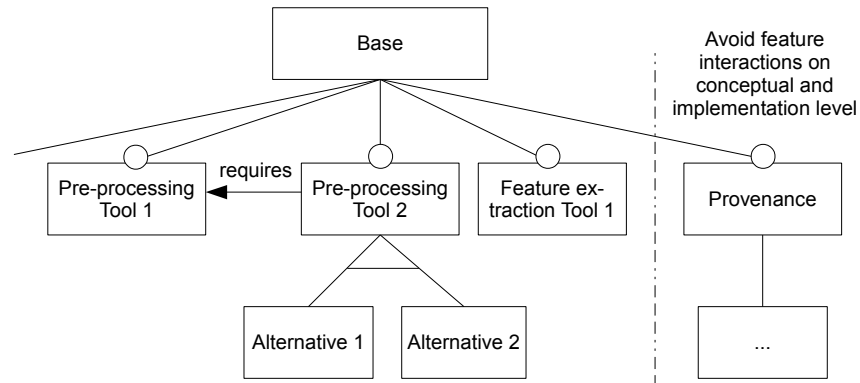 Base
Avoid feature
interactions on
conceptual and
implementation level
Pre-processing
Tool 1
requires
Pre-processing
Tool 2
Feature ex-
traction Tool 1
Provenance
Alternative 1
Alternative 2
...